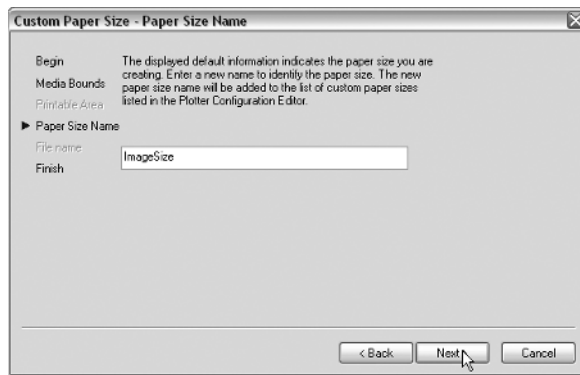 Custom Paper Size - Paper Size Name
Begin
Media Bounds
Printable Area
Paper Size Name
File name
Finish
The displayed default information indicates the paper size you are
creating. Enter a new name to identify the paper size. The new
paper size name will be added to the list of custom paper sizes
listed in the Plotter Configuration Editor.
ImageSize
< Back
Next
Cancel